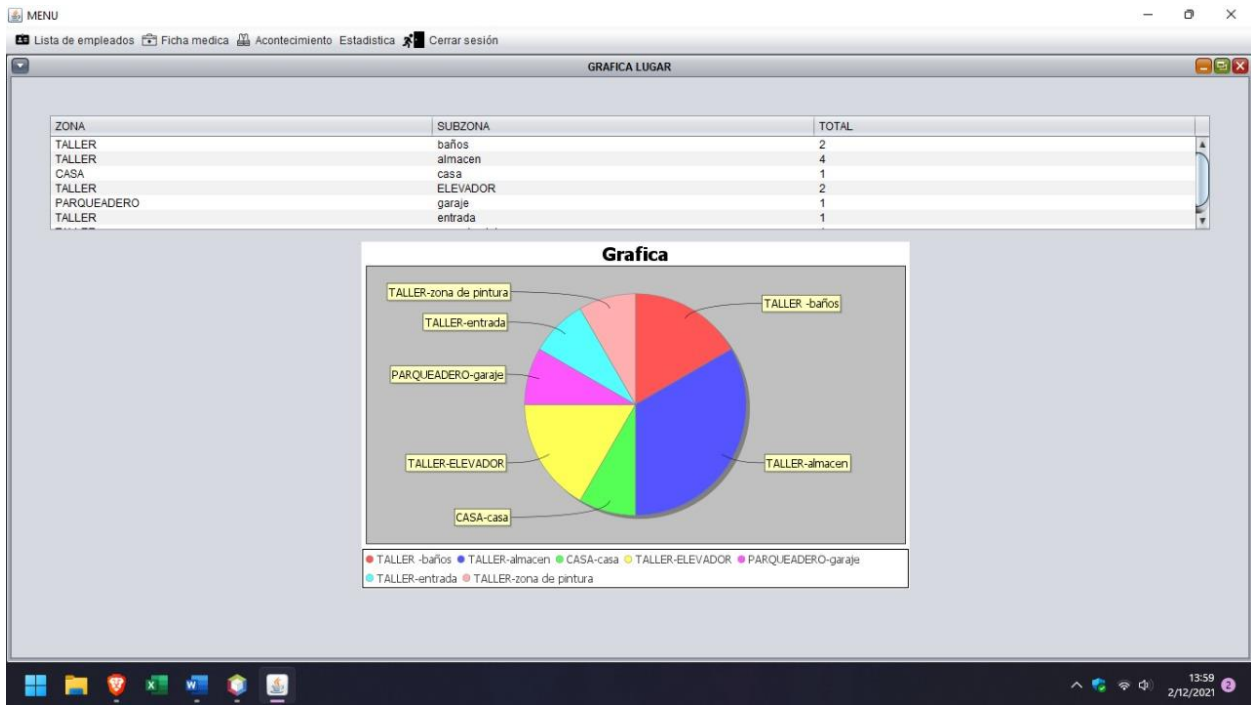 MENU
Lista de empleados Ficha medica Acontecimiento Estadistica Cerrar sesión
GRAFICA LUGAR
ZONA SUBZONA TOTAL
TALLER baños 2
TALLER almacen 4
CASA casa 1
TALLER ELEVADOR 2
PARQUEADERO garaje 1
TALLER entrada 1
Grafica
TALLER-zona de pintura
TALLER -baños
TALLER-entrada
PARQUEADERO-garaje
TALLER-ELEVADOR
TALLER-almacen
CASA-casa
TALLER -baños TALLER-almacen CASA-casa TALLER-ELEVADOR PARQUEADERO-garaje
TALLER-entrada TALLER-zona de pintura
13:59
2/12/2021
2